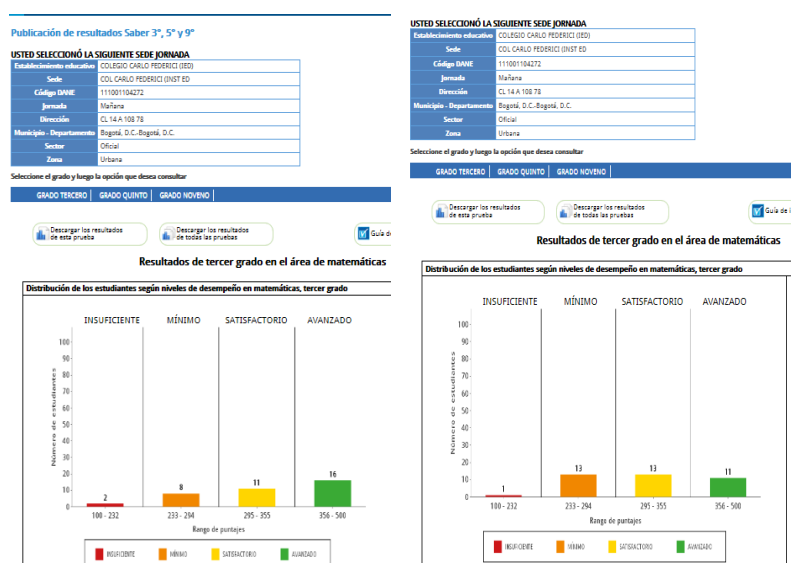 Publicación de resultados Saber 3°, 5° y 9°
USTED SELECCIONÓ LA SIGUIENTE SEDE JORNADA
Establecimiento educativo COLEGIO CARLO FEDERICI (IED)
Sede COL CARLO FEDERICI (INST ED
Código DANE 111001104272
Jornada Mañana
Dirección CL 14 A 108 78
Municipio - Departamento Bogotá, D.C.-Bogotá, D.C.
Sector Oficial
Zona Urbana
Seleccione el grado y luego la opción que desea consultar
GRADO TERCERO | GRADO QUINTO | GRADO NOVENO |
Descargar los resultados
de esta prueba
Descargar los resultados
de todas las pruebas
Guía de
Resultados de tercer grado en el área de matemáticas
Distribución de los estudiantes según niveles de desempeño en matemáticas, tercer grado
INSUFICIENTE MÍNIMO SATISFACTORIO AVANZADO
Número de estudiantes
100
90
80
70
60
50
40
30
20
10
0
2 8 11 16
100 - 232 233 - 294 295 - 355 356 - 500
Rango de puntajes
INSUFICIENTE MÍNIMO SATISFACTORIO AVANZADO
USTED SELECCIONÓ LA SIGUIENTE SEDE JORNADA
Establecimiento educativo COLEGIO CARLO FEDERICI (IED)
Sede COL CARLO FEDERICI (INST ED
Código DANE 111001104272
Jornada Mañana
Dirección CL 14 A 108 78
Municipio - Departamento Bogotá, D.C.-Bogotá, D.C.
Sector Oficial
Zona Urbana
Seleccione el grado y luego la opción que desea consultar
GRADO TERCERO | GRADO QUINTO | GRADO NOVENO |
Descargar los resultados
de esta prueba
Descargar los resultados
de todas las pruebas
Guía de
Resultados de tercer grado en el área de matemáticas
Distribución de los estudiantes según niveles de desempeño en matemáticas, tercer grado
INSUFICIENTE MÍNIMO SATISFACTORIO AVANZADO
Número de estudiantes
100
90
80
70
60
50
40
30
20
10
0
1 13 13 11
100 - 232 233 - 294 295 - 355 356 - 500
Rango de puntajes
INSUFICIENTE MÍNIMO SATISFACTORIO AVANZADO